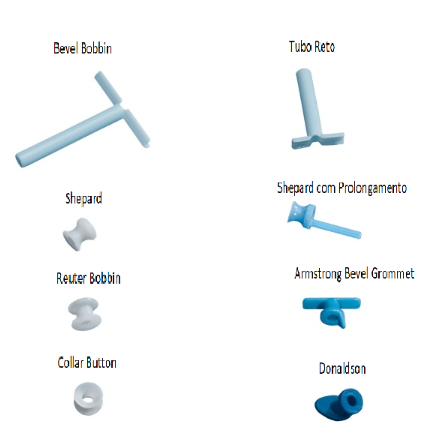 Bevel Bobbin
Tubo Reto
Shepard
Shepard com Prolongamento
Reuter Bobbin
Armstrong Bevel Grommet
Collar Button
Donaldson